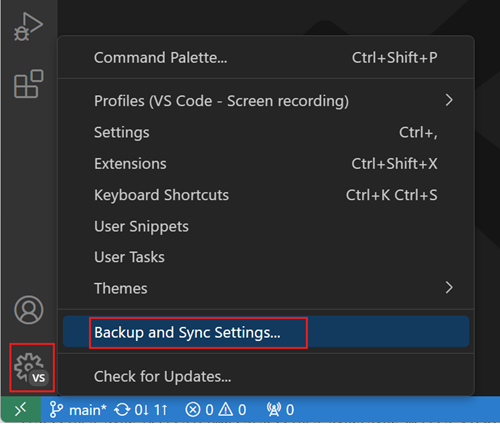 Command Palette... Ctrl+Shift+P
Profiles (VS Code - Screen recording)
Settings Ctrl+,
Extensions Ctrl+Shift+X
Keyboard Shortcuts Ctrl+K Ctrl+S
User Snippets
User Tasks
Themes
Backup and Sync Settings...
VS
Check for Updates...
main* 0↓ 1↑ 0 0 0